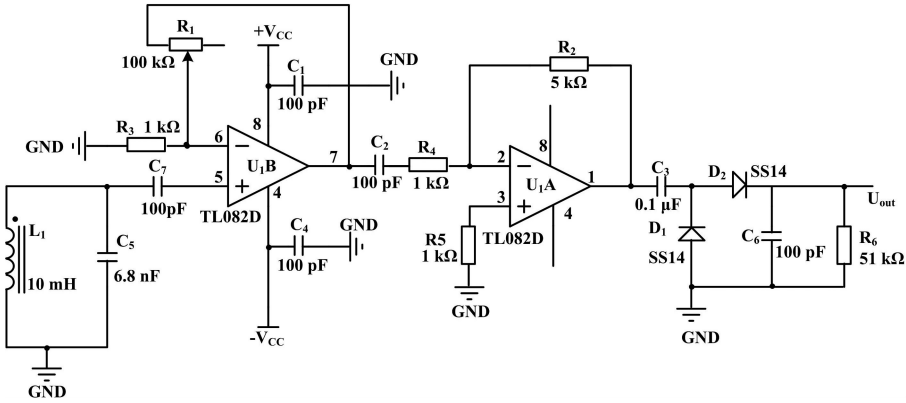 R₁
100 kΩ
+V_CC
C₁
100 pF
GND
R₂
5 kΩ
GND
R₃ 1 kΩ
6
8
U₁B
7
5
4
TL082D
C₇
100pF
C₂
100 pF
R₄
1 kΩ
2
8
U₁A
1
3
4
TL082D
C₃
0.1 µF
D₂ SS14
U_out
L₁
10 mH
C₅
6.8 nF
C₄
100 pF
GND
R5
1 kΩ
GND
D₁
SS14
C₆
100 pF
R₆
51 kΩ
GND
-V_CC
GND